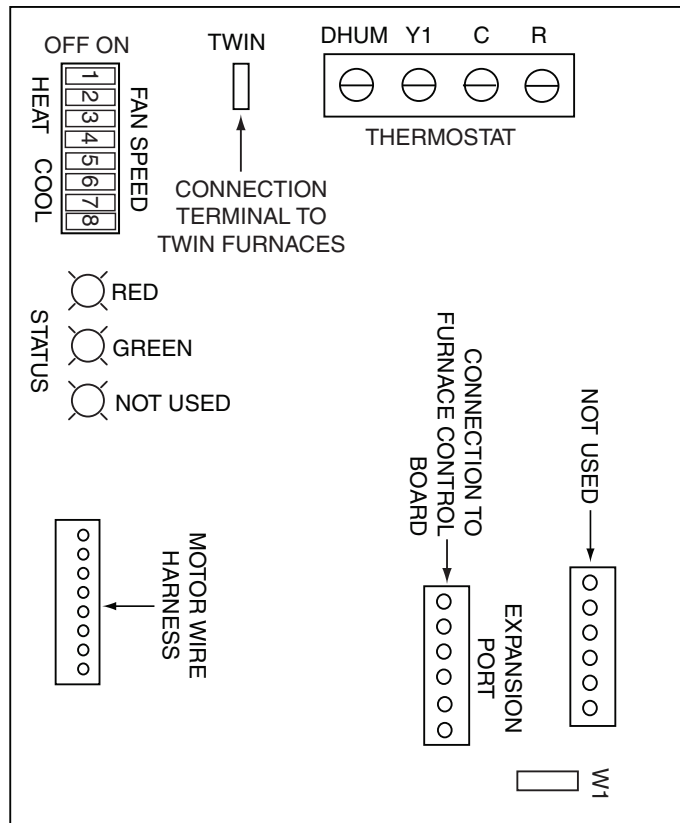 OFF ON
1
2
3
4
5
6
7
8
HEAT
COOL
FAN SPEED
TWIN
CONNECTION
TERMINAL TO
TWIN FURNACES
DHUM Y1 C R
THERMOSTAT
STATUS
RED
GREEN
NOT USED
CONNECTION TO
FURNACE CONTROL
BOARD
NOT USED
MOTOR WIRE
HARNESS
EXPANSION
PORT
W1